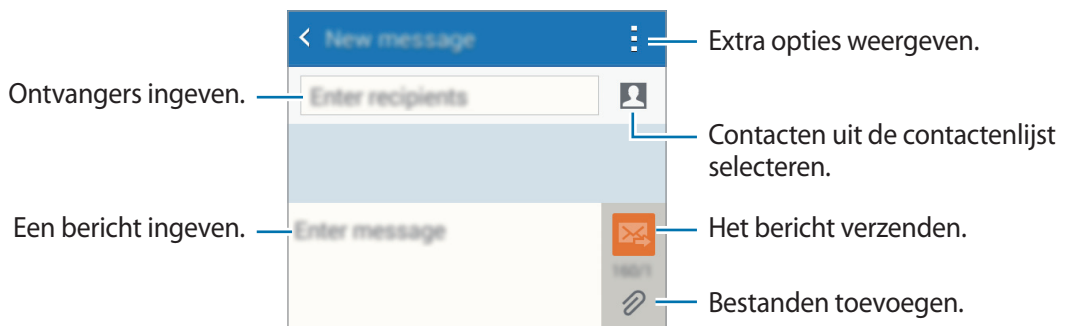 New message
Extra opties weergeven.
Ontvangers ingeven.
Enter recipients
Contacten uit de contactenlijst
selecteren.
Een bericht ingeven.
Enter message
Het bericht verzenden.
160/1
Bestanden toevoegen.